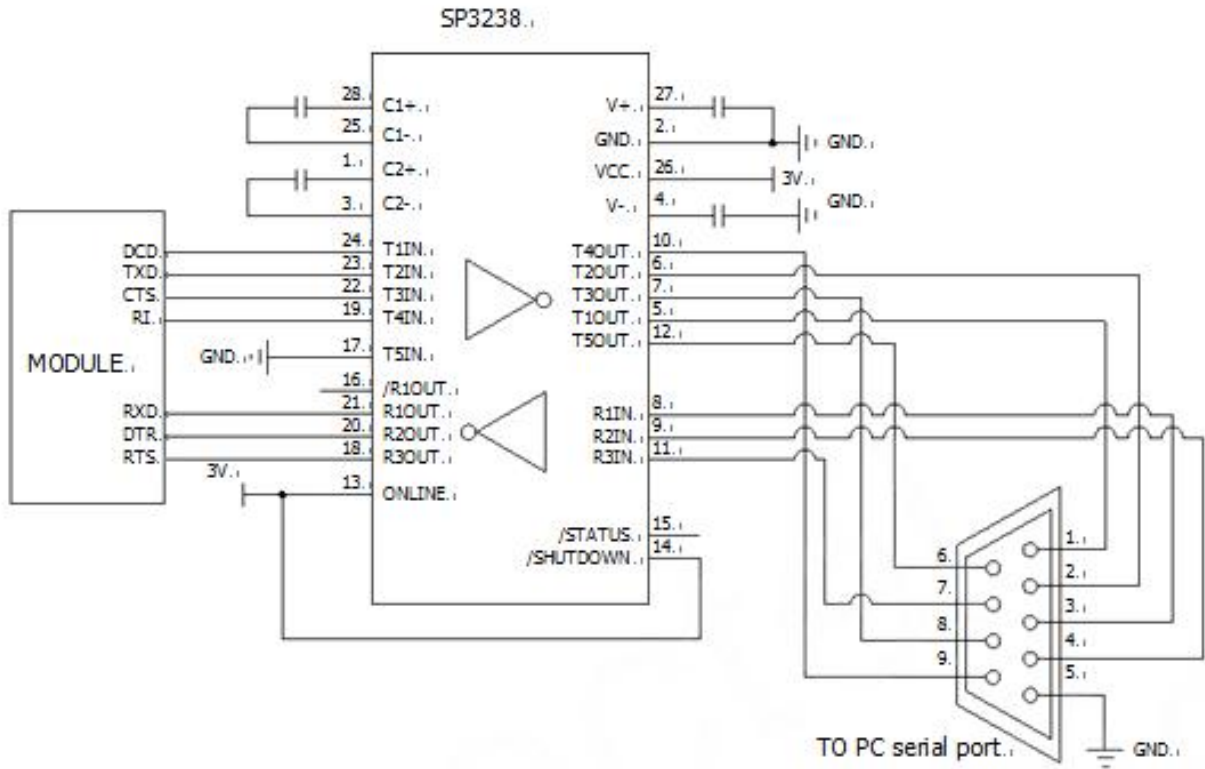 SP3238.
28. C1+. V+. 27.
25. C1-. GND. 2. GND.
1. C2+. VCC. 26. 3V.
3. C2-. V-. 4. GND.
DCD. 24. T1IN. T4OUT. 10.
TXD. 23. T2IN. T2OUT. 6.
CTS. 22. T3IN. T3OUT. 7.
RI. 19. T4IN. T1OUT. 5.
T5OUT. 12.
MODULE. GND. 17. T5IN.
16. /R1OUT.
RXD. 21. R1OUT. R1IN. 8.
DTR. 20. R2OUT. R2IN. 9.
RTS. 18. R3OUT. R3IN. 11.
3V. 13. ONLINE.
/STATUS. 15.
/SHUTDOWN. 14.
6. 1.
7. 2.
8. 3.
9. 4.
5.
TO PC serial port. GND.